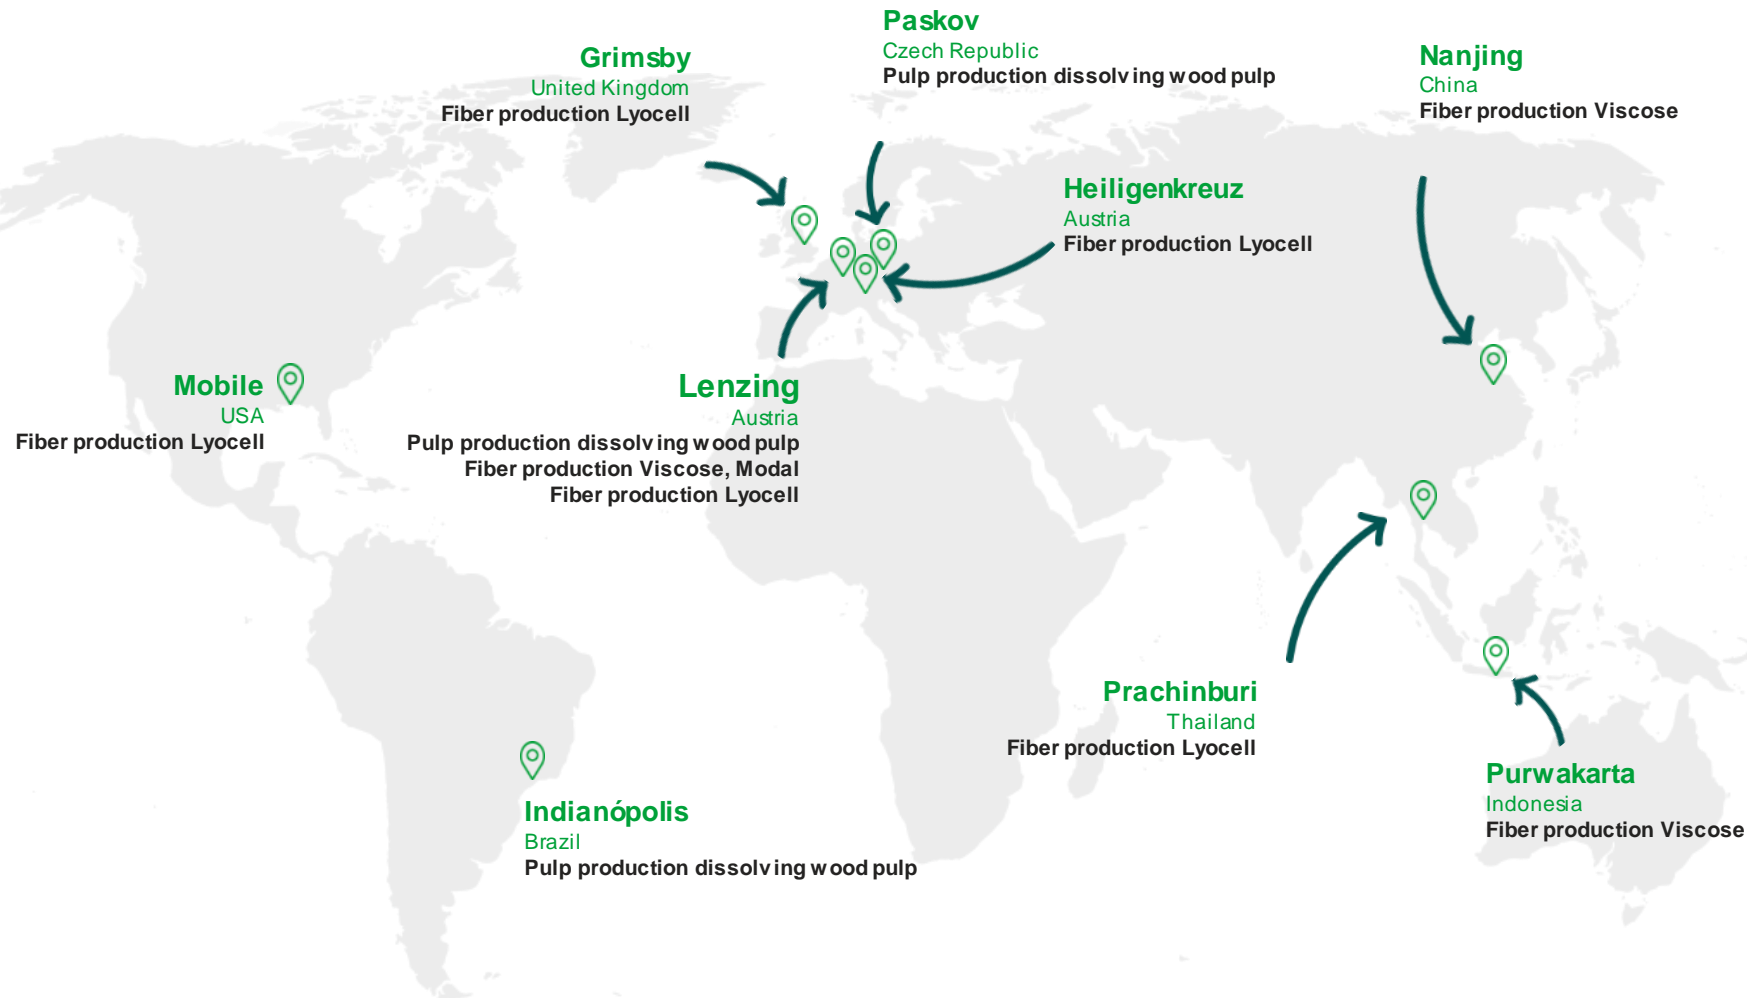 Paskov
Czech Republic
Pulp production dissolving wood pulp
Grimsby
United Kingdom
Fiber production Lyocell
Nanjing
China
Fiber production Viscose
Heiligenkreuz
Austria
Fiber production Lyocell
Mobile
USA
Fiber production Lyocell
Lenzing
Austria
Pulp production dissolving wood pulp
Fiber production Viscose, Modal
Fiber production Lyocell
Prachinburi
Thailand
Fiber production Lyocell
Purwakarta
Indonesia
Fiber production Viscose
Indianópolis
Brazil
Pulp production dissolving wood pulp